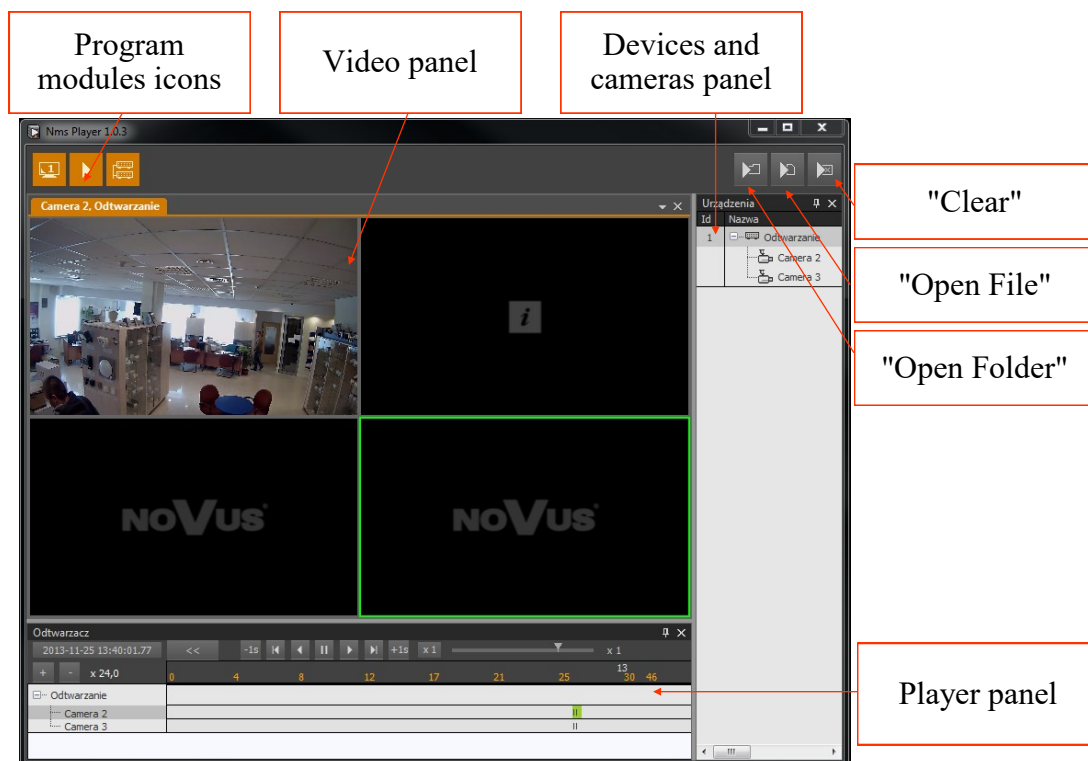 Program
modules icons
Video panel
Devices and
cameras panel
Nms Player 1.0.3
1
"Clear"
"Open File"
"Open Folder"
Camera 2, Odtwarzanie
Urządzenia
Id Nazwa
1 Odtwarzanie
Camera 2
Camera 3
i
NOVUS
NOVUS
Odtwarzacz
2013-11-25 13:40:01.77 << -1s +1s x 1 x 1
+ - x 24,0
13
0 4 8 12 17 21 25 30 46
Odtwarzanie
Camera 2
Camera 3
Player panel